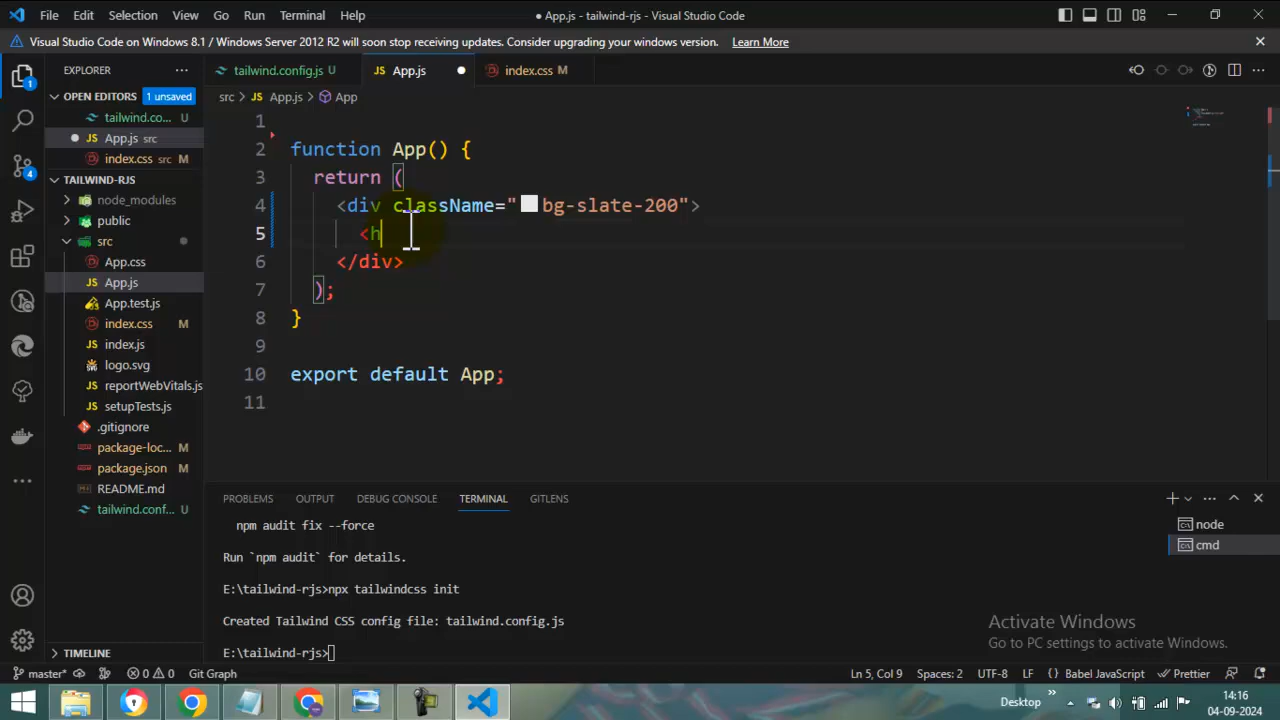 File Edit Selection View Go Run Terminal Help
● App.js - tailwind-rjs - Visual Studio Code
Visual Studio Code on Windows 8.1 / Windows Server 2012 R2 will soon stop receiving updates. Consider upgrading your windows version. Learn More
EXPLORER
OPEN EDITORS 1 unsaved
tailwind.co... U
App.js src
index.css src M
TAILWIND-RJS
node_modules
public
src
App.css
App.js
App.test.js
index.css M
index.js
logo.svg
reportWebVitals.js
setupTests.js
.gitignore
package-loc... M
package.json M
README.md
tailwind.conf... U
TIMELINE
1
4
tailwind.config.js U
App.js
index.css M
src > App.js > App
1
2 function App() {
3 return (
4 <div className="bg-slate-200">
5 <h
6 </div>
7 );
8 }
9
10 export default App;
11
PROBLEMS OUTPUT DEBUG CONSOLE TERMINAL GITLENS
npm audit fix --force
Run `npm audit` for details.
E:\tailwind-rjs>npx tailwindcss init
Created Tailwind CSS config file: tailwind.config.js
E:\tailwind-rjs>
node
cmd
Activate Windows
Go to PC settings to activate Windows.
master* 0 0 Git Graph
Ln 5, Col 9 Spaces: 2 UTF-8 LF {} Babel JavaScript Prettier
Desktop
14:16
04-09-2024